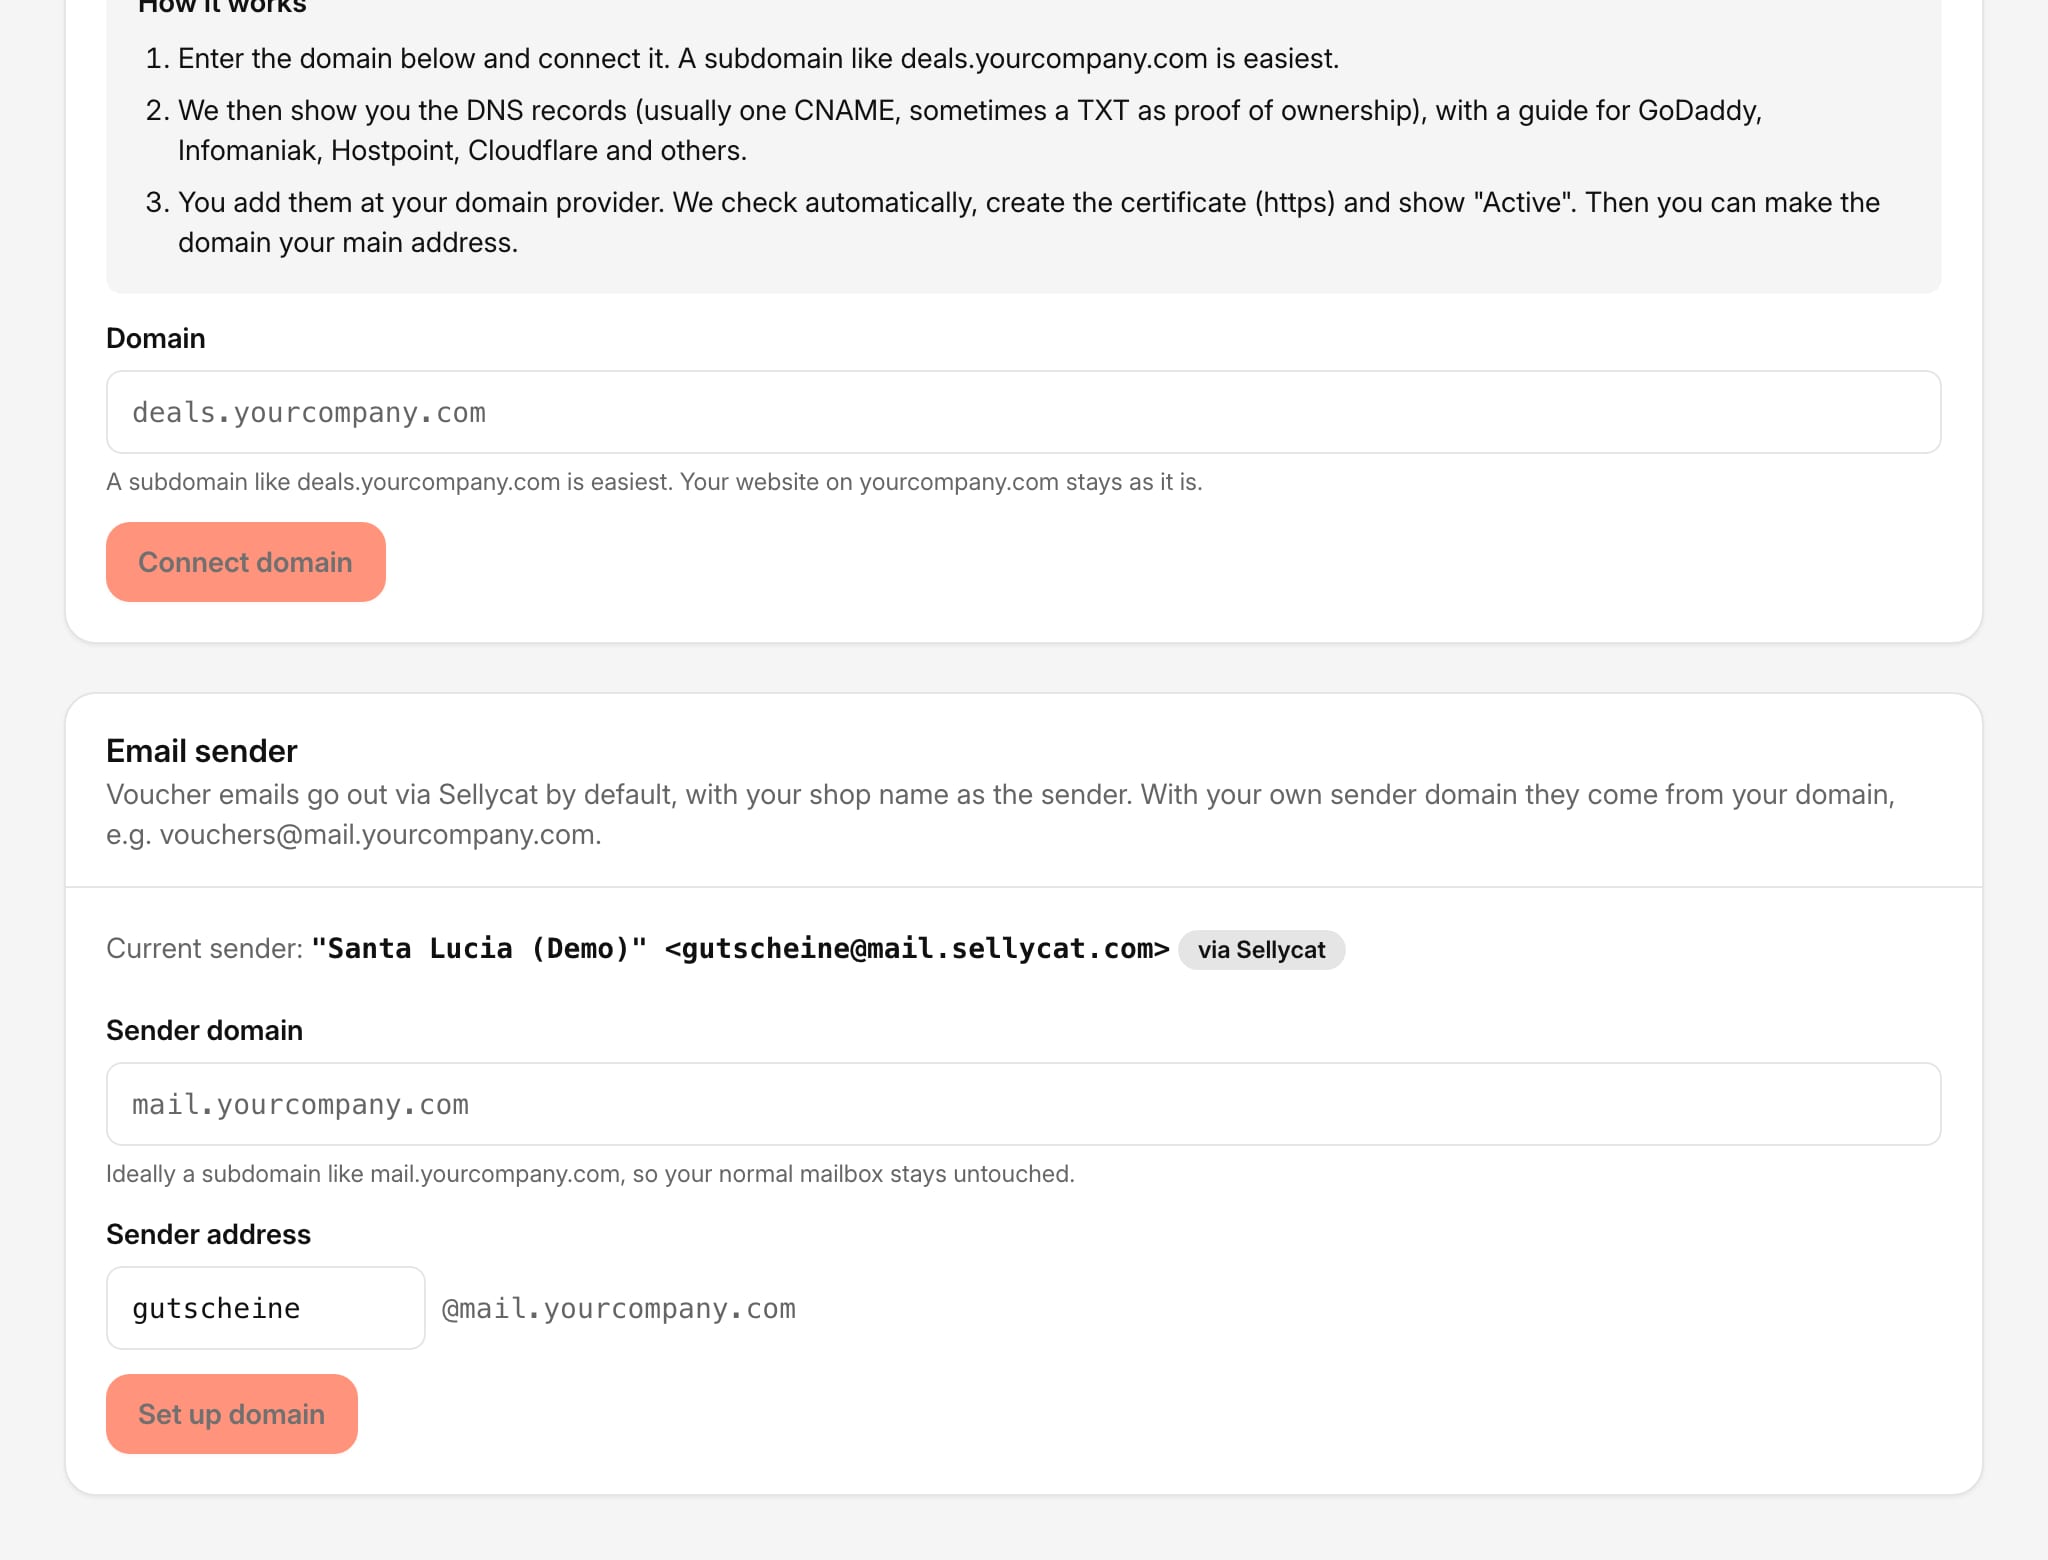 How it works
1. Enter the domain below and connect it. A subdomain like deals.yourcompany.com is easiest.
2. We then show you the DNS records (usually one CNAME, sometimes a TXT as proof of ownership), with a guide for GoDaddy,
Infomaniak, Hostpoint, Cloudflare and others.
3. You add them at your domain provider. We check automatically, create the certificate (https) and show "Active". Then you can make the
domain your main address.
Domain
deals.yourcompany.com
A subdomain like deals.yourcompany.com is easiest. Your website on yourcompany.com stays as it is.
Connect domain
Email sender
Voucher emails go out via Sellycat by default, with your shop name as the sender. With your own sender domain they come from your domain,
e.g. vouchers@mail.yourcompany.com.
Current sender: "Santa Lucia (Demo)" <gutscheine@mail.sellycat.com> via Sellycat
Sender domain
mail.yourcompany.com
Ideally a subdomain like mail.yourcompany.com, so your normal mailbox stays untouched.
Sender address
gutscheine @mail.yourcompany.com
Set up domain